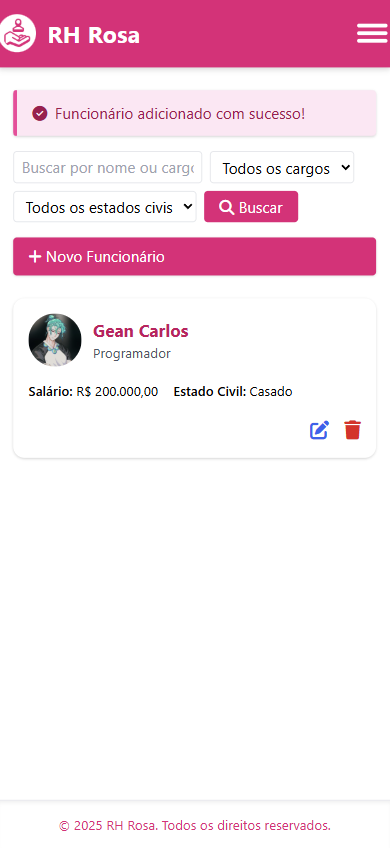 RH Rosa
Funcionário adicionado com sucesso!
Buscar por nome ou cargo
Todos os cargos
Todos os estados civis
Buscar
Novo Funcionário
Gean Carlos
Programador
Salário: R$ 200.000,00 Estado Civil: Casado
© 2025 RH Rosa. Todos os direitos reservados.